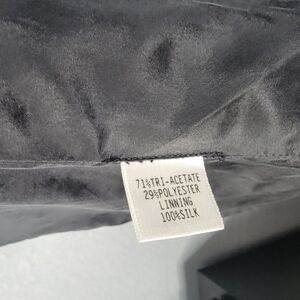 71%TRI-ACETATE
29%POLYESTER
LINNING
100%SILK